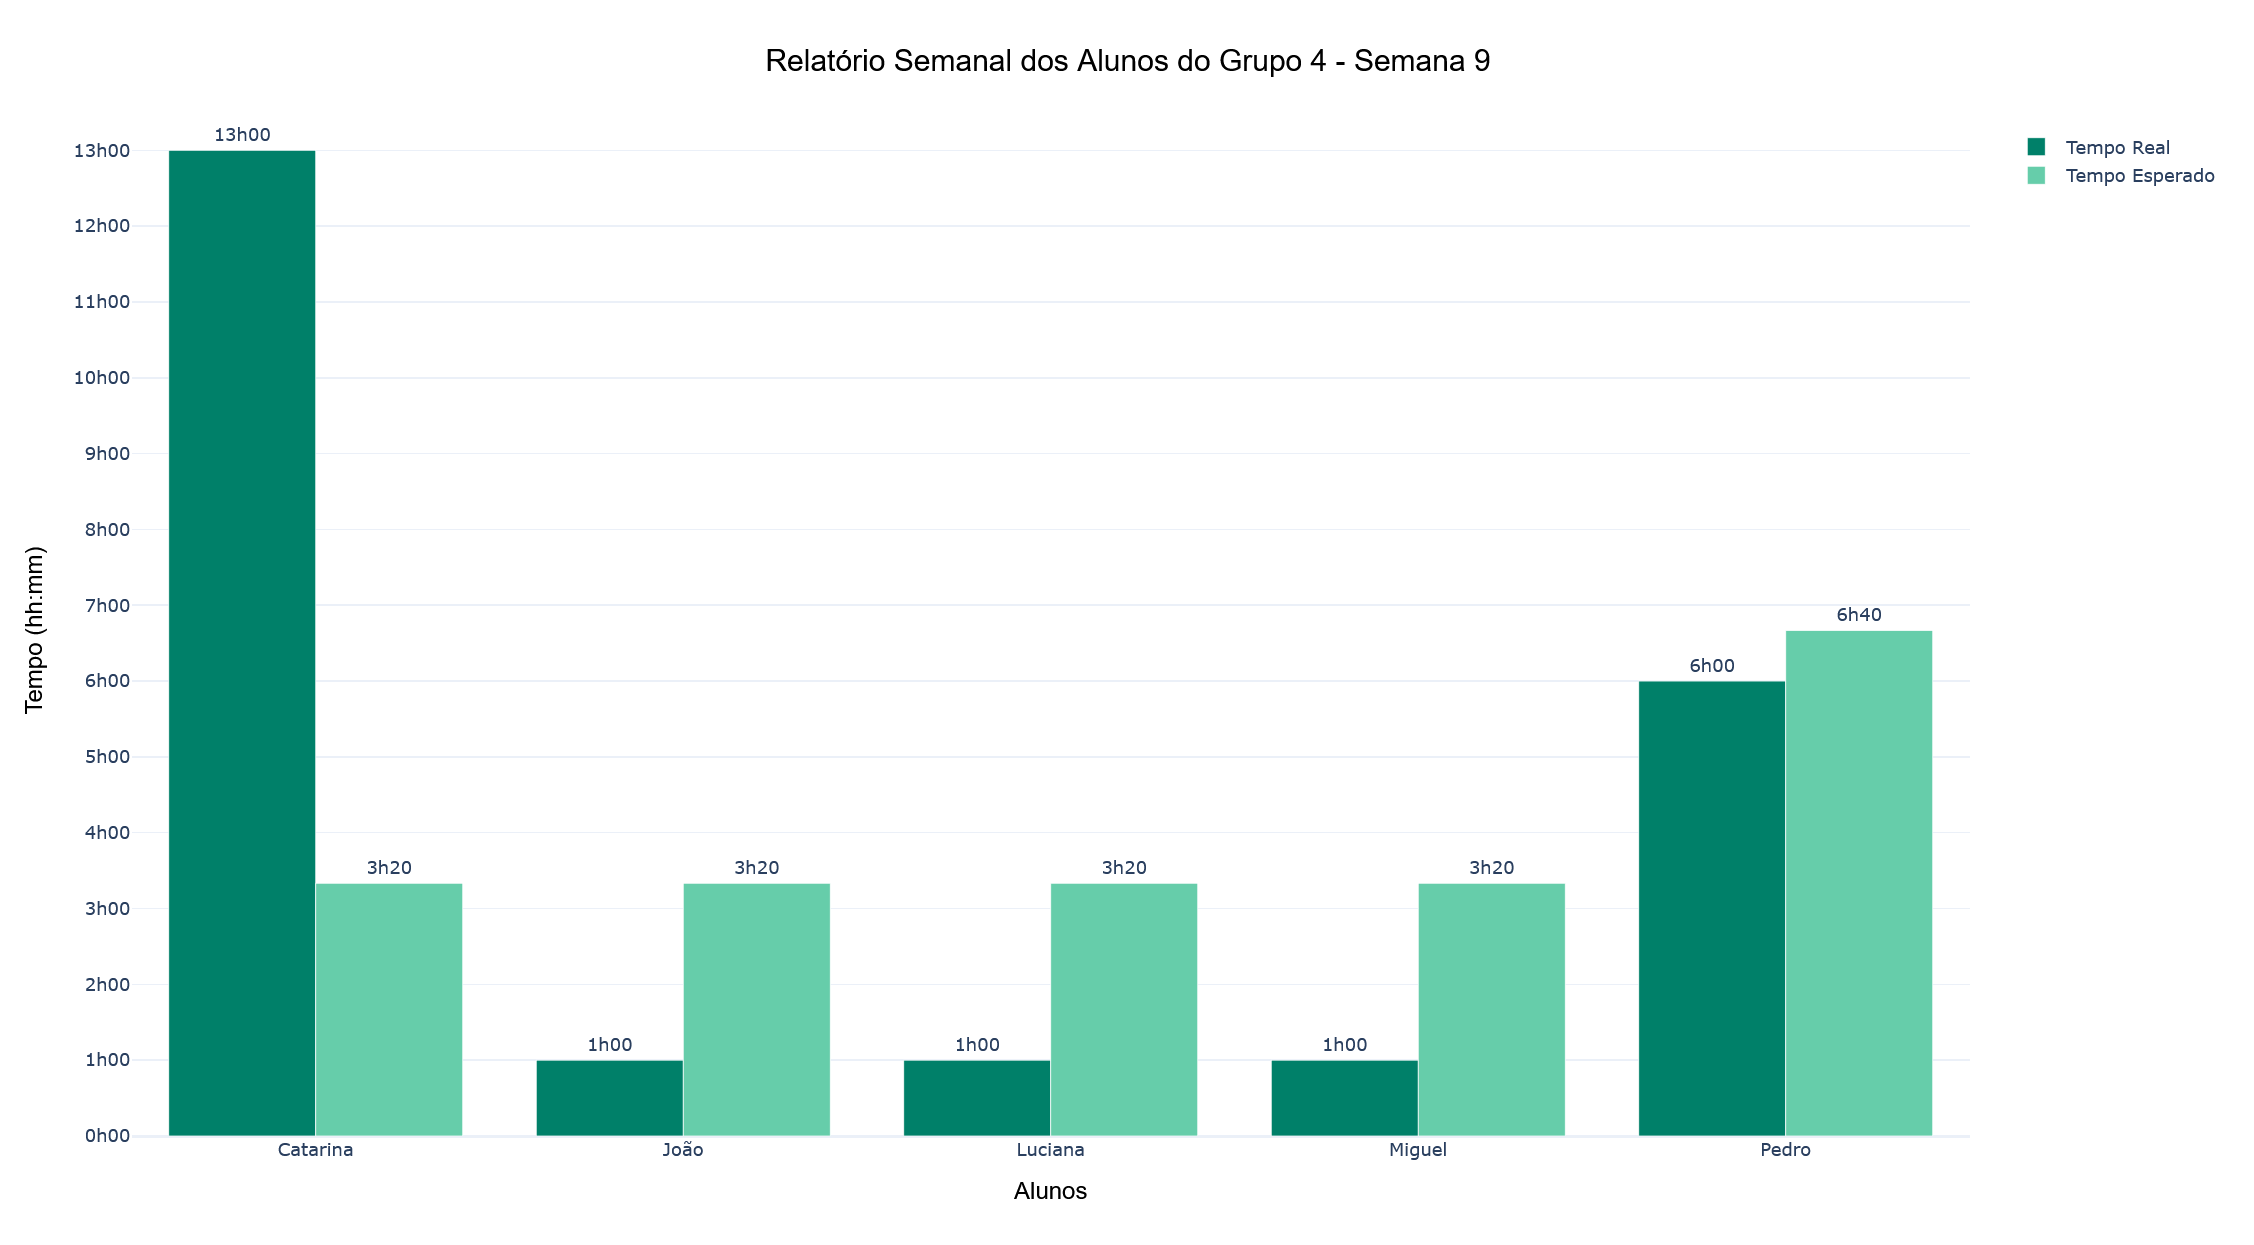 Relatório Semanal dos Alunos do Grupo 4 - Semana 9
Tempo Real
Tempo Esperado
Tempo (hh:mm)
13h00
12h00
11h00
10h00
9h00
8h00
7h00
6h00
5h00
4h00
3h00
2h00
1h00
0h00
13h00
3h20
1h00
3h20
1h00
3h20
1h00
3h20
6h00
6h40
Catarina
João
Luciana
Miguel
Pedro
Alunos